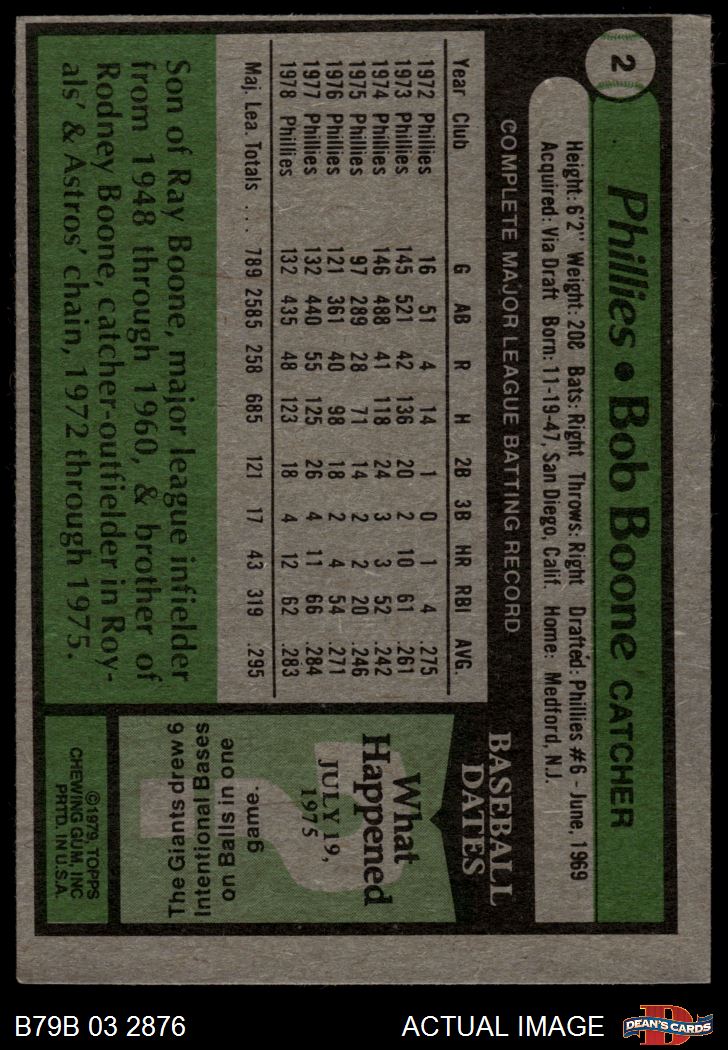 2
Phillies • Bob Boone CATCHER
Height: 6'2" Weight: 208 Bats: Right Throws: Right Drafted: Phillies #6 - June, 1969
Acquired: Via Draft Born: 11-19-47, San Diego, Calif. Home: Medford, N.J.
COMPLETE MAJOR LEAGUE BATTING RECORD
Year Club G AB R H 2B 3B HR RBI AVG.
1972 Phillies 16 51 4 14 1 0 1 4 .275
1973 Phillies 145 521 42 136 20 2 10 61 .261
1974 Phillies 146 488 41 118 24 3 3 52 .242
1975 Phillies 97 289 28 71 14 2 2 20 .246
1976 Phillies 121 361 40 98 18 2 4 54 .271
1977 Phillies 132 440 55 125 26 4 11 66 .284
1978 Phillies 132 435 48 123 18 4 12 62 .283
Maj. Lea. Totals .... 789 2585 258 685 121 17 43 319 .295
Son of Ray Boone, major league infielder
from 1948 through 1960, & brother of
Rodney Boone, catcher-outfielder in Roy-
als' & Astros' chain, 1972 through 1975.
BASEBALL
DATES
What
Happened
JULY 19,
1975
The Giants drew 6
Intentional Bases
on Balls in one
game.
©1979 TOPPS
CHEWING GUM, INC
PRTD. IN U.S.A.
B79B 03 2876
ACTUAL IMAGE
D
DEAN'S CARDS